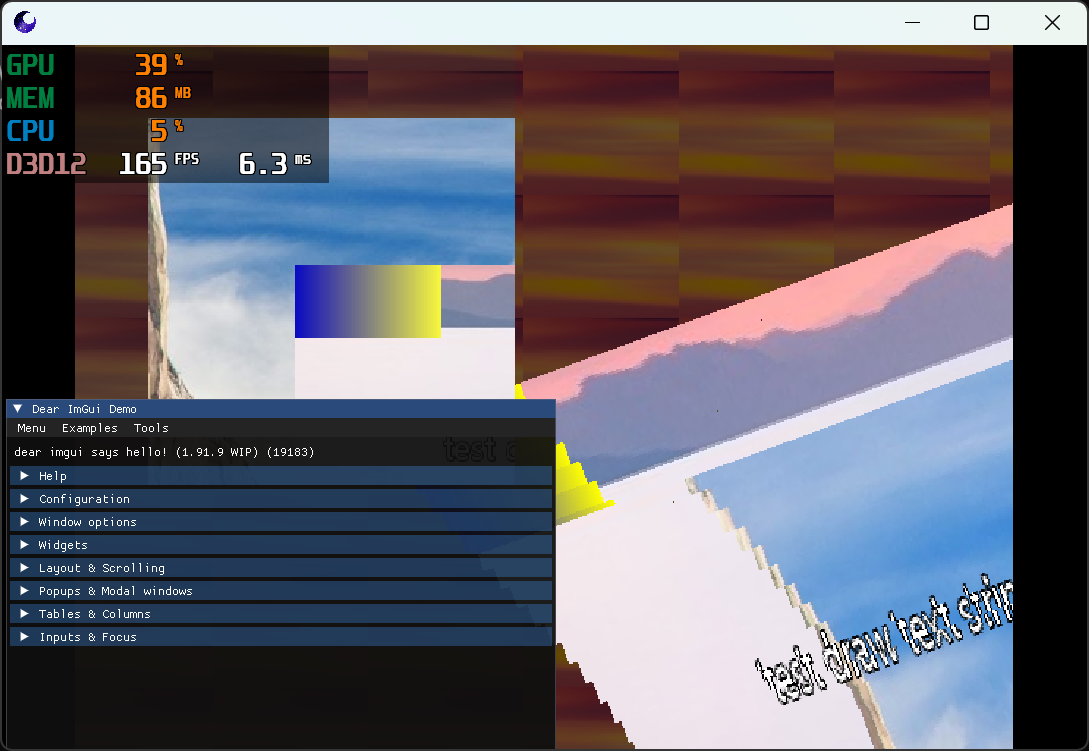 GPU 39 %
MEM 86 MB
CPU 5 %
D3D12 165 FPS 6.3 ms
Dear ImGui Demo
Menu Examples Tools
dear imgui says hello! (1.91.9 WIP) (19183)
test
Help
Configuration
Window options
Widgets
Layout & Scrolling
Popups & Modal windows
Tables & Columns
Inputs & Focus
test draw text